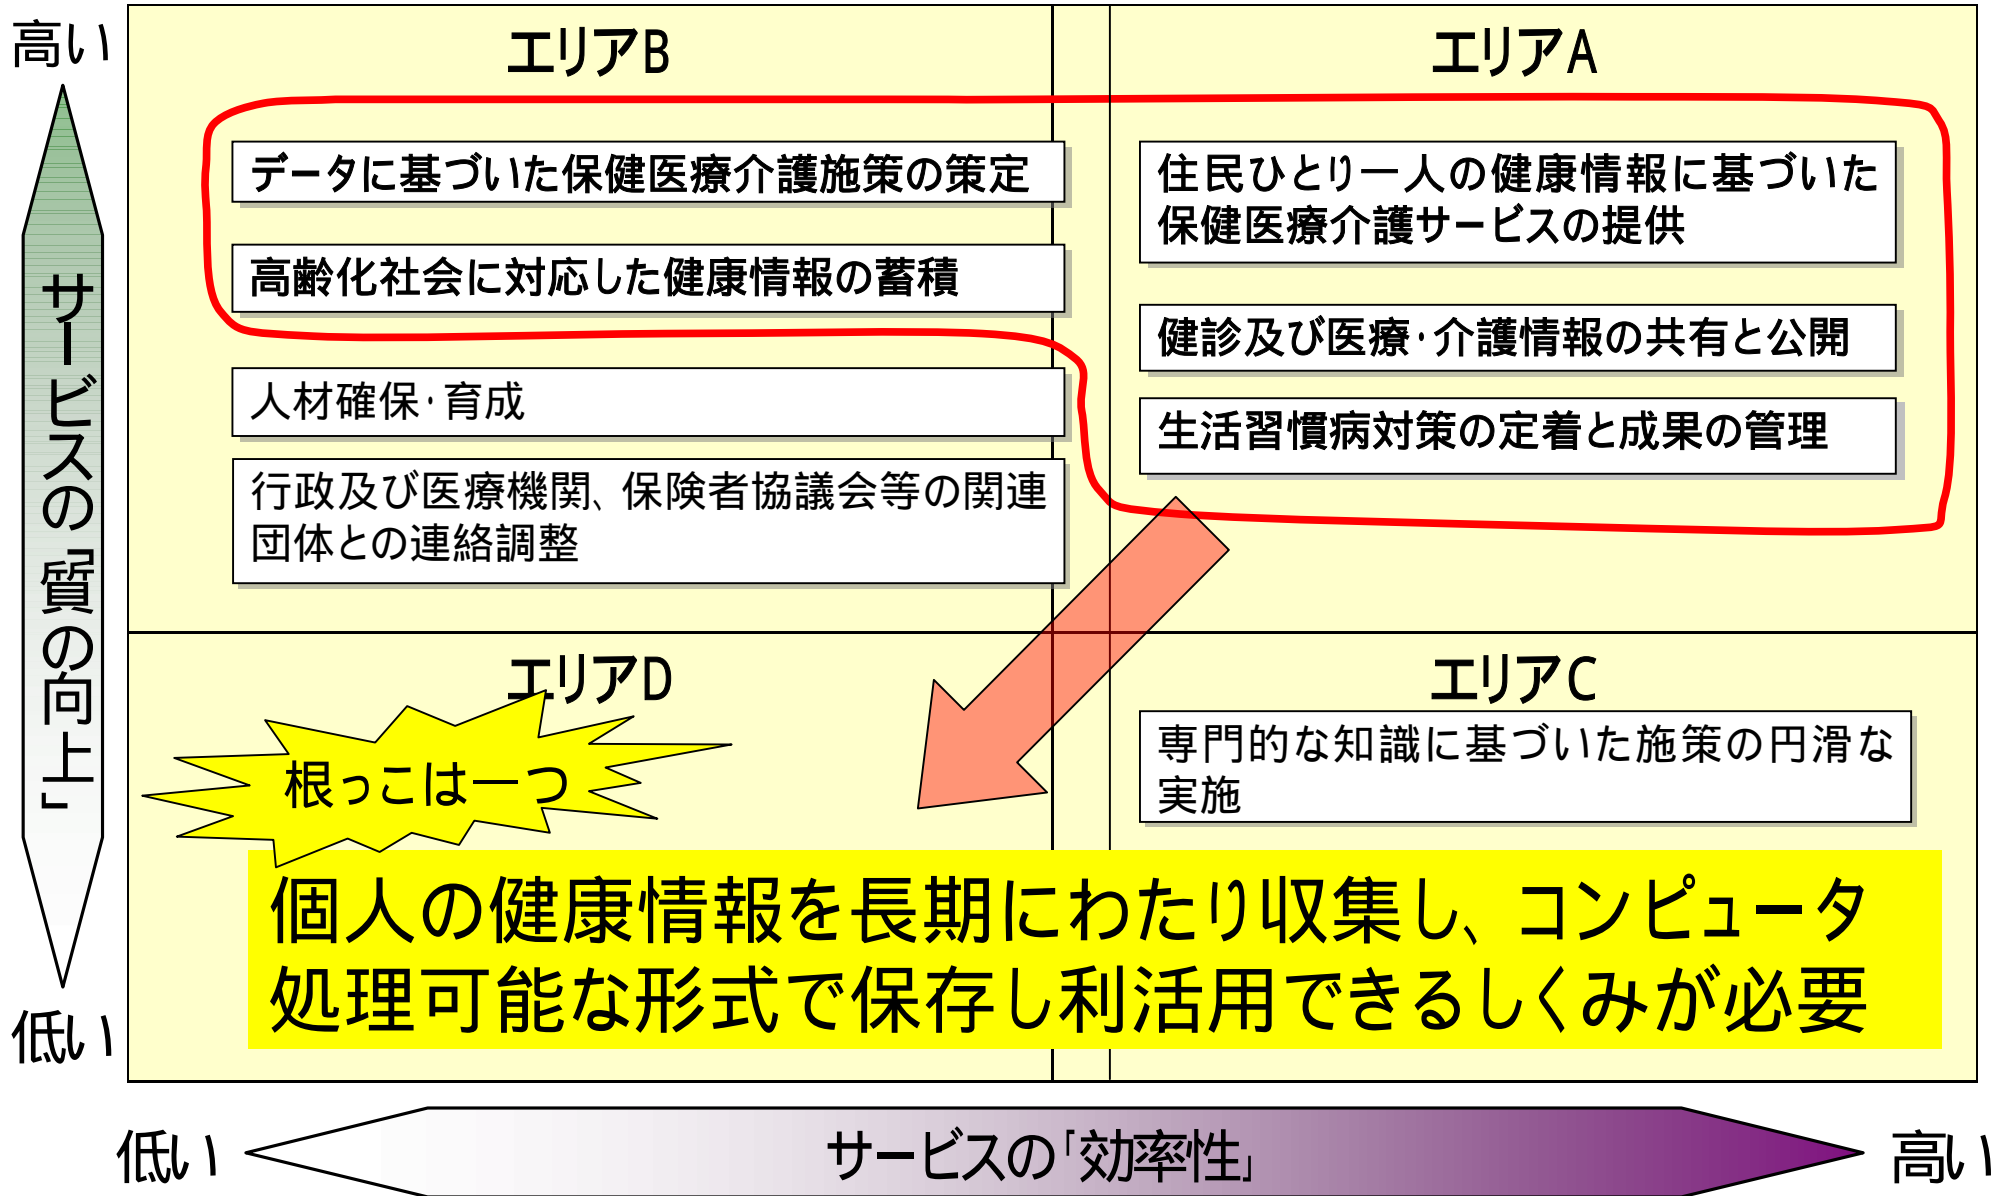 高い
エリアB
エリアA
データに基づいた保健医療介護施策の策定
高齢化社会に対応した健康情報の蓄積
人材確保・育成
行政及び医療機関、保険者協議会等の関連
団体との連絡調整
住民ひとり一人の健康情報に基づいた
保健医療介護サービスの提供
健診及び医療・介護情報の共有と公開
生活習慣病対策の定着と成果の管理
サービスの「質の向上」
エリアD
エリアC
根っこは一つ
専門的な知識に基づいた施策の円滑な
実施
個人の健康情報を長期にわたり収集し、コンピュータ
処理可能な形式で保存し利活用できるしくみが必要
低い
低い
サービスの「効率性」
高い